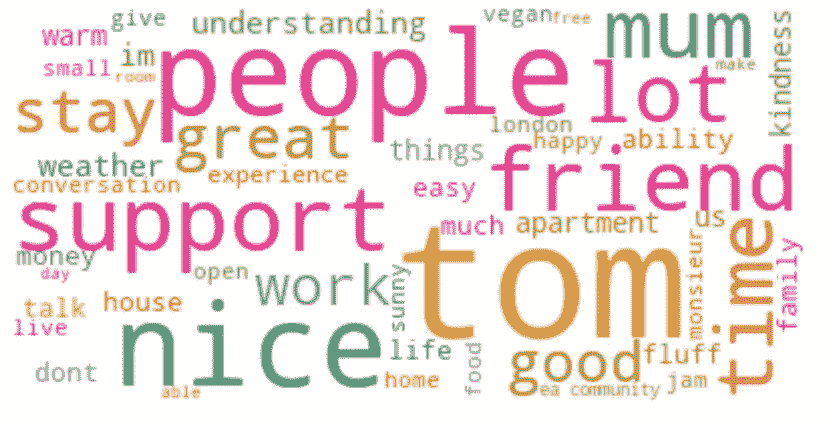 give
understanding
vegan
free
mum
kindness
warm
im
people
lot
make
small
room
stay
great
london
happy
ability
things
weather
experience
friend
conversation
easy
support
much
apartment
us
time
money
day
open
work
sunny
tom
monsieur
family
talk
house
live
nice
life
good
fluff
dont
home
food
ea
community
jam
able